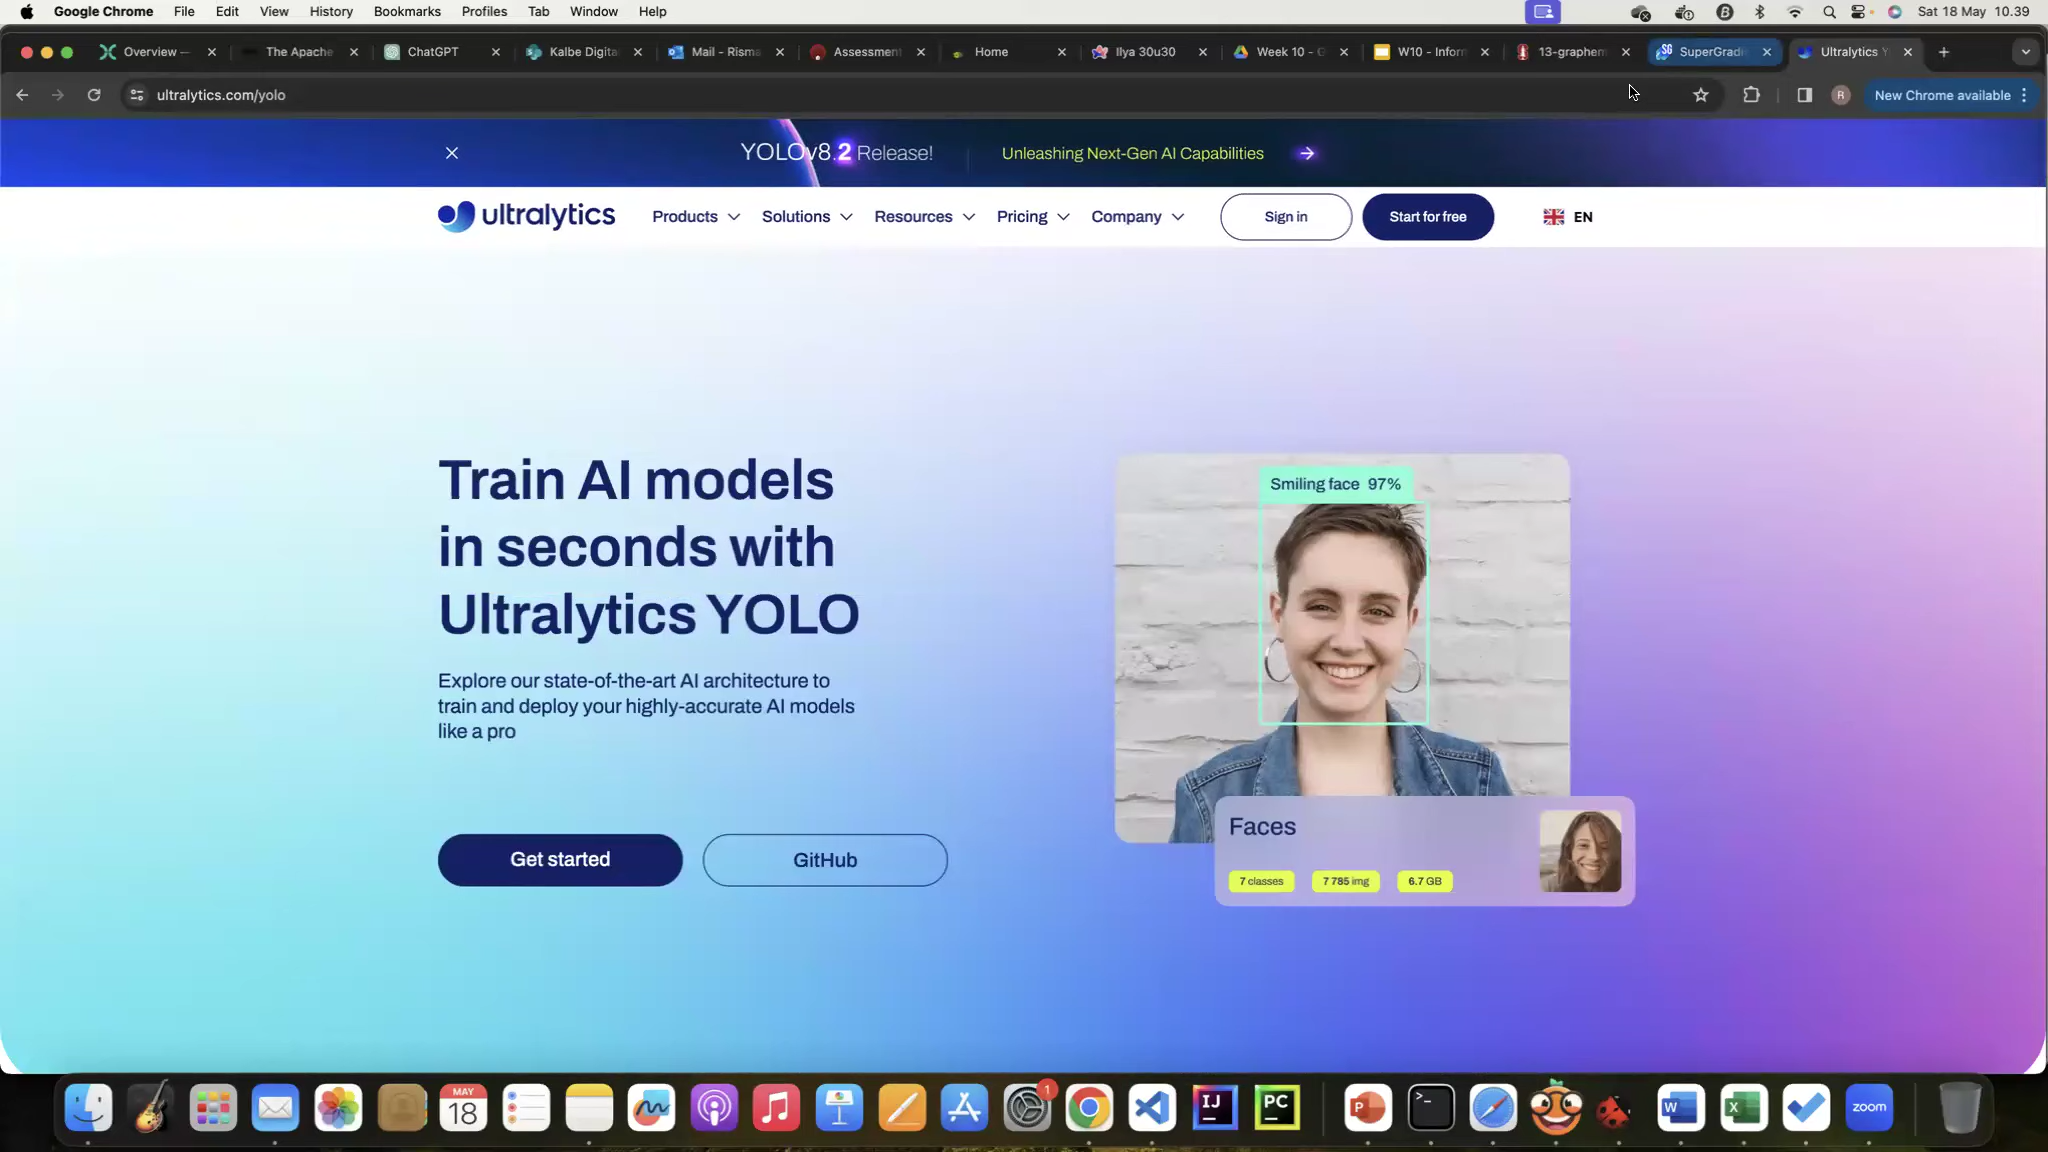 Google Chrome File Edit View History Bookmarks Profiles Tab Window Help Sat 18 May 10.39
Overview — The Apache ChatGPT Kalbe Digita Mail - Risma Assessment Home Ilya 30u30 Week 10 - G W10 - Infor 13-graphem SuperGradi Ultralytics Y
ultralytics.com/yolo R New Chrome available
YOLOv8.2 Release! Unleashing Next-Gen AI Capabilities
ultralytics Products Solutions Resources Pricing Company Sign in Start for free EN
Train AI models
in seconds with
Ultralytics YOLO
Explore our state-of-the-art AI architecture to
train and deploy your highly-accurate AI models
like a pro
Get started GitHub
Smiling face 97%
Faces
7 classes 7 785 img 6.7 GB
MAY
18
1
IJ
PC
P
W
X
zoom